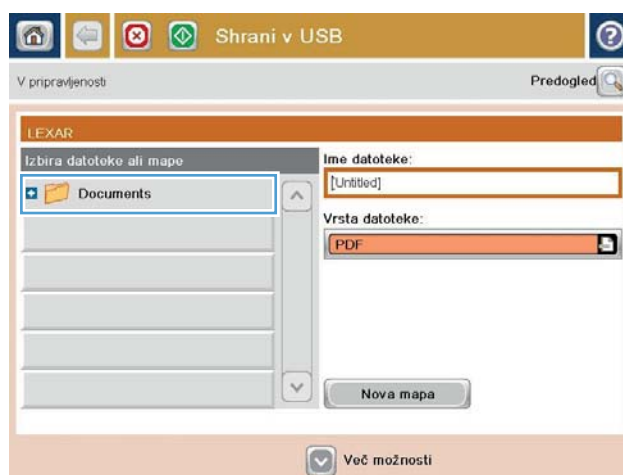 Shrani v USB
V pripravljenosti
Predogled
LEXAR
Izbira datoteke ali mape
Documents
Ime datoteke:
[Untitled]
Vrsta datoteke:
PDF
Nova mapa
Več možnosti